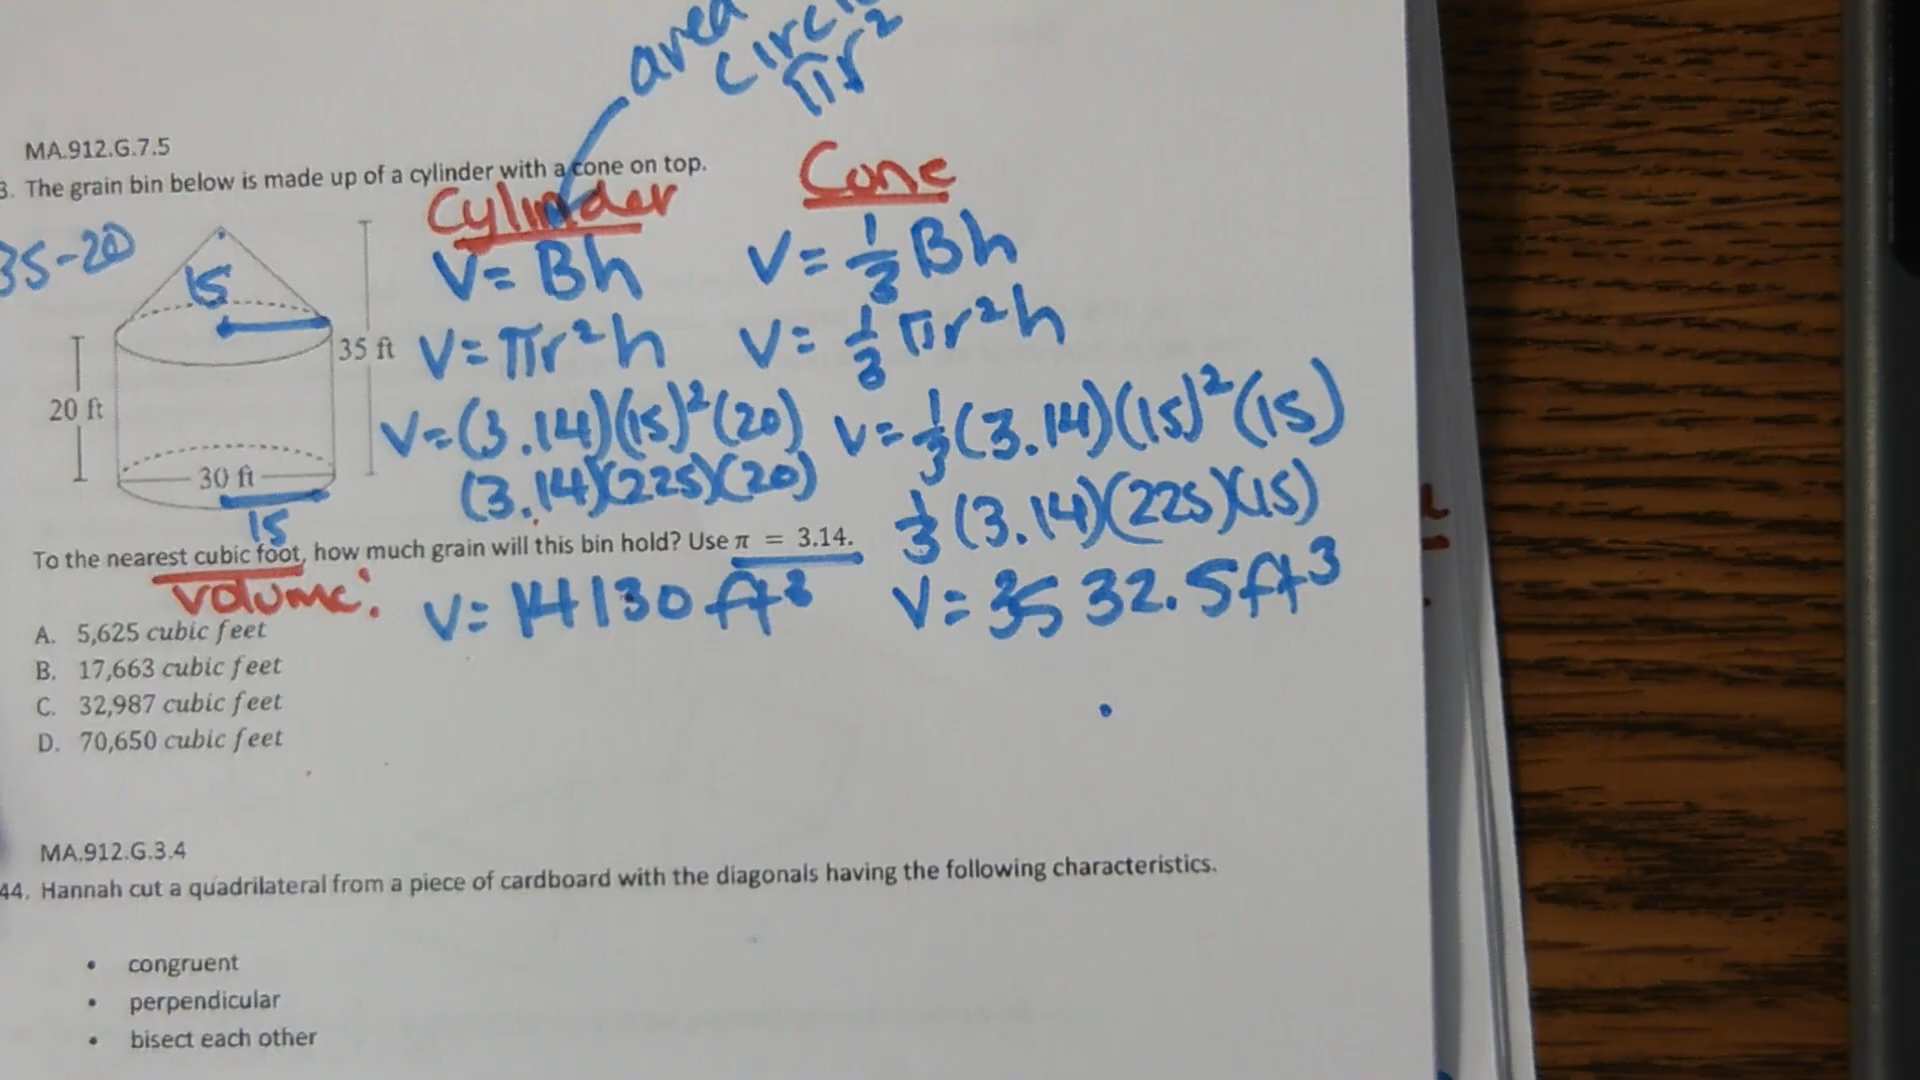 area
πr²
MA.912.G.7.5
3. The grain bin below is made up of a cylinder with a cone on top.
Cylinder
Cone
35-20
15
V= Bh
V= 1/3 Bh
V= πr²h
V= 1/3 πr²h
35 ft
20 ft
V=(3.14)(15)²(20)
V= 1/3(3.14)(15)²(15)
30 ft
(3.14)(225)(20)
1/3(3.14)(225)(15)
15
To the nearest cubic foot, how much grain will this bin hold? Use π = 3.14.
volume:
V= 14130 ft³
V= 3532.5ft³
A. 5,625 cubic feet
B. 17,663 cubic feet
C. 32,987 cubic feet
D. 70,650 cubic feet
MA.912.G.3.4
44. Hannah cut a quadrilateral from a piece of cardboard with the diagonals having the following characteristics.
• congruent
• perpendicular
• bisect each other